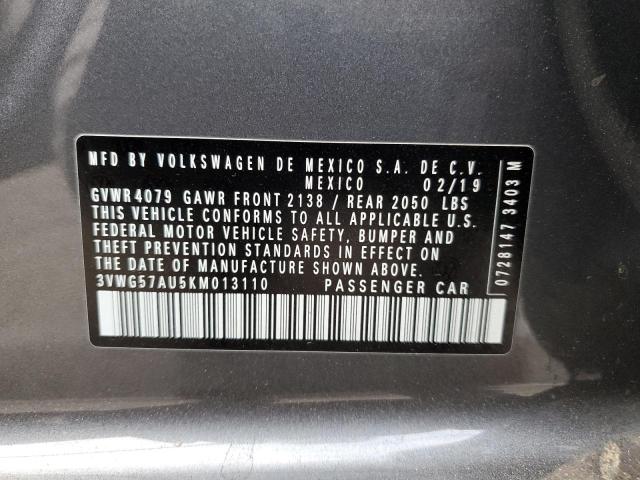 MFD BY VOLKSWAGEN DE MEXICO S.A. DE C.V.
MEXICO 02/19
GVWR4079 GAWR FRONT 2138 / REAR 2050 LBS
THIS VEHICLE CONFORMS TO ALL APPLICABLE U.S.
FEDERAL MOTOR VEHICLE SAFETY, BUMPER AND
THEFT PREVENTION STANDARDS IN EFFECT ON
THE DATE OF MANUFACTURE SHOWN ABOVE.
3VWG57AU5KM013110 PASSENGER CAR
0728147 3403 M